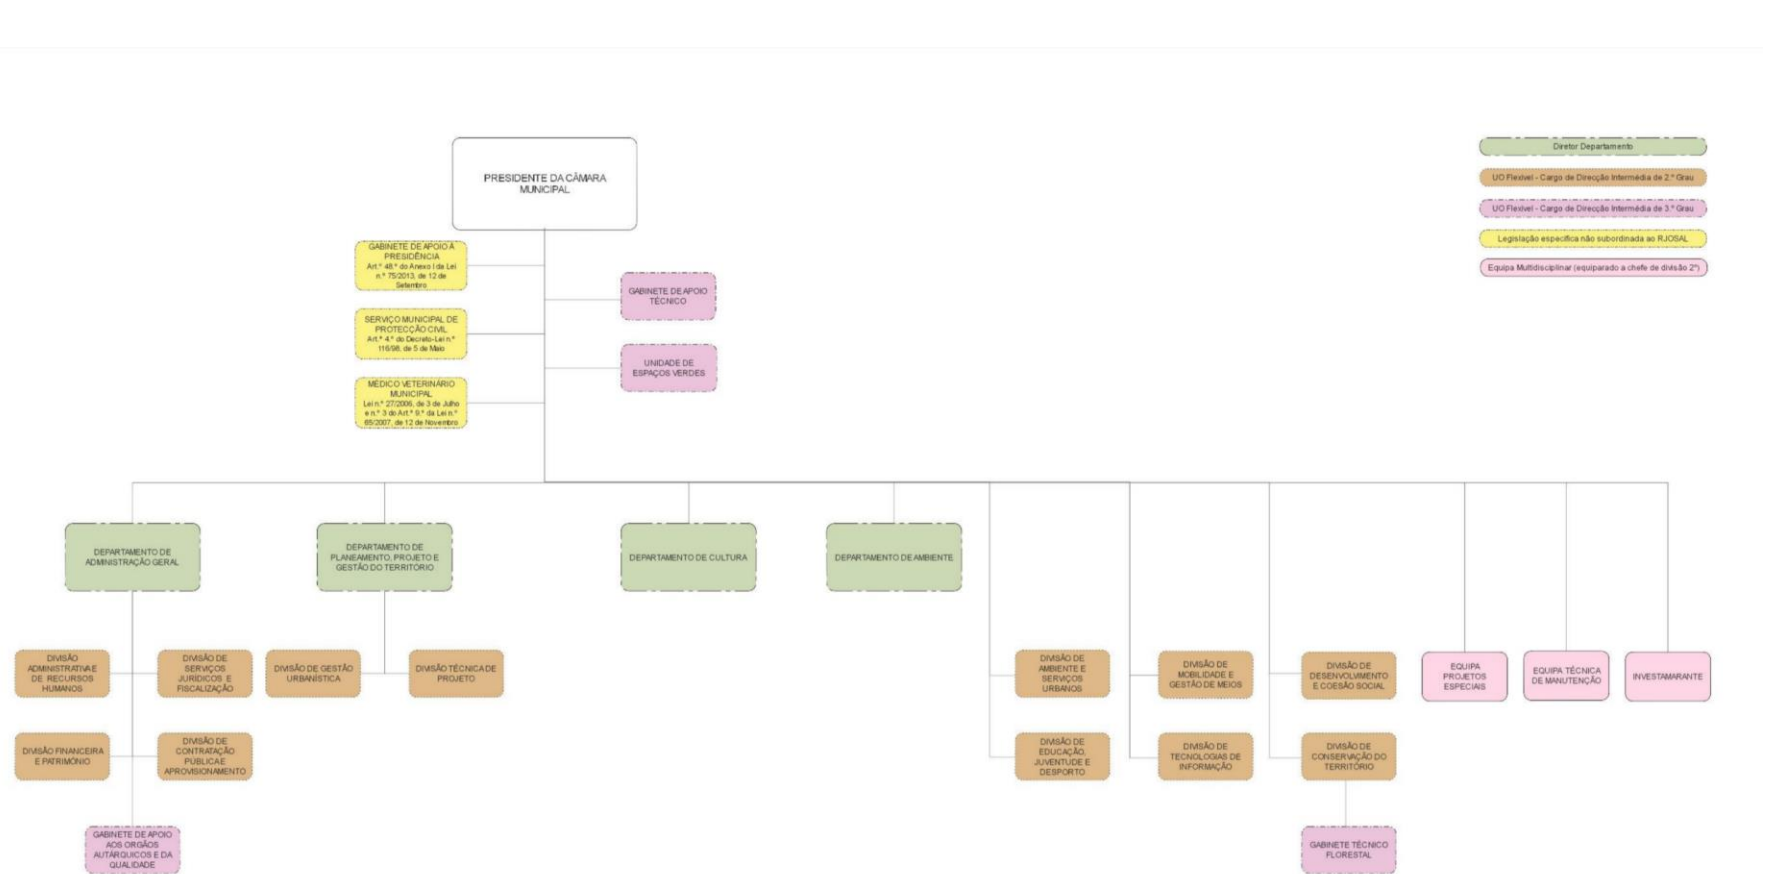 PRESIDENTE DA CÂMARA
MUNICIPAL
Diretor Departamento
UO Flexível - Cargo de Direcção Intermédia de 2.º Grau
UO Flexível - Cargo de Direcção Intermédia de 3.º Grau
Legislação específica não subordinada ao RJOSAL
Equipa Multidisciplinar (equiparado a chefe de divisão 2º)
GABINETE DE APOIO À
PRESIDÊNCIA
Art.º 48.º do Anexo I da Lei
n.º 75/2013, de 12 de
Setembro
GABINETE DE APOIO
TÉCNICO
SERVIÇO MUNICIPAL DE
PROTECÇÃO CIVIL
Art.º 4.º do Decreto-Lei n.º
116/98, de 5 de Maio
UNIDADE DE
ESPAÇOS VERDES
MÉDICO VETERINÁRIO
MUNICIPAL
Lei n.º 27/2006, de 3 de Julho
e n.º 3 do Art.º 9.º da Lei n.º
65/2007, de 12 de Novembro
DEPARTAMENTO DE
ADMINISTRAÇÃO GERAL
DEPARTAMENTO DE
PLANEAMENTO, PROJETO E
GESTÃO DO TERRITÓRIO
DEPARTAMENTO DE CULTURA
DEPARTAMENTO DE AMBIENTE
DIVISÃO
ADMINISTRATIVA E
DE RECURSOS
HUMANOS
DIVISÃO DE
SERVIÇOS
JURÍDICOS E
FISCALIZAÇÃO
DIVISÃO DE GESTÃO
URBANÍSTICA
DIVISÃO TÉCNICA DE
PROJETO
DIVISÃO DE
AMBIENTE E
SERVIÇOS
URBANOS
DIVISÃO DE
MOBILIDADE E
GESTÃO DE MEIOS
DIVISÃO DE
DESENVOLVIMENTO
E COESÃO SOCIAL
EQUIPA
PROJETOS
ESPECIAIS
EQUIPA TÉCNICA
DE MANUTENÇÃO
INVESTAMARANTE
DIVISÃO FINANCEIRA
E PATRIMÓNIO
DIVISÃO DE
CONTRATAÇÃO
PÚBLICA E
APROVISIONAMENTO
DIVISÃO DE
EDUCAÇÃO,
JUVENTUDE E
DESPORTO
DIVISÃO DE
TECNOLOGIAS DE
INFORMAÇÃO
DIVISÃO DE
CONSERVAÇÃO DO
TERRITÓRIO
GABINETE DE APOIO
AOS ORGÃOS
AUTÁRQUICOS E DA
QUALIDADE
GABINETE TÉCNICO
FLORESTAL